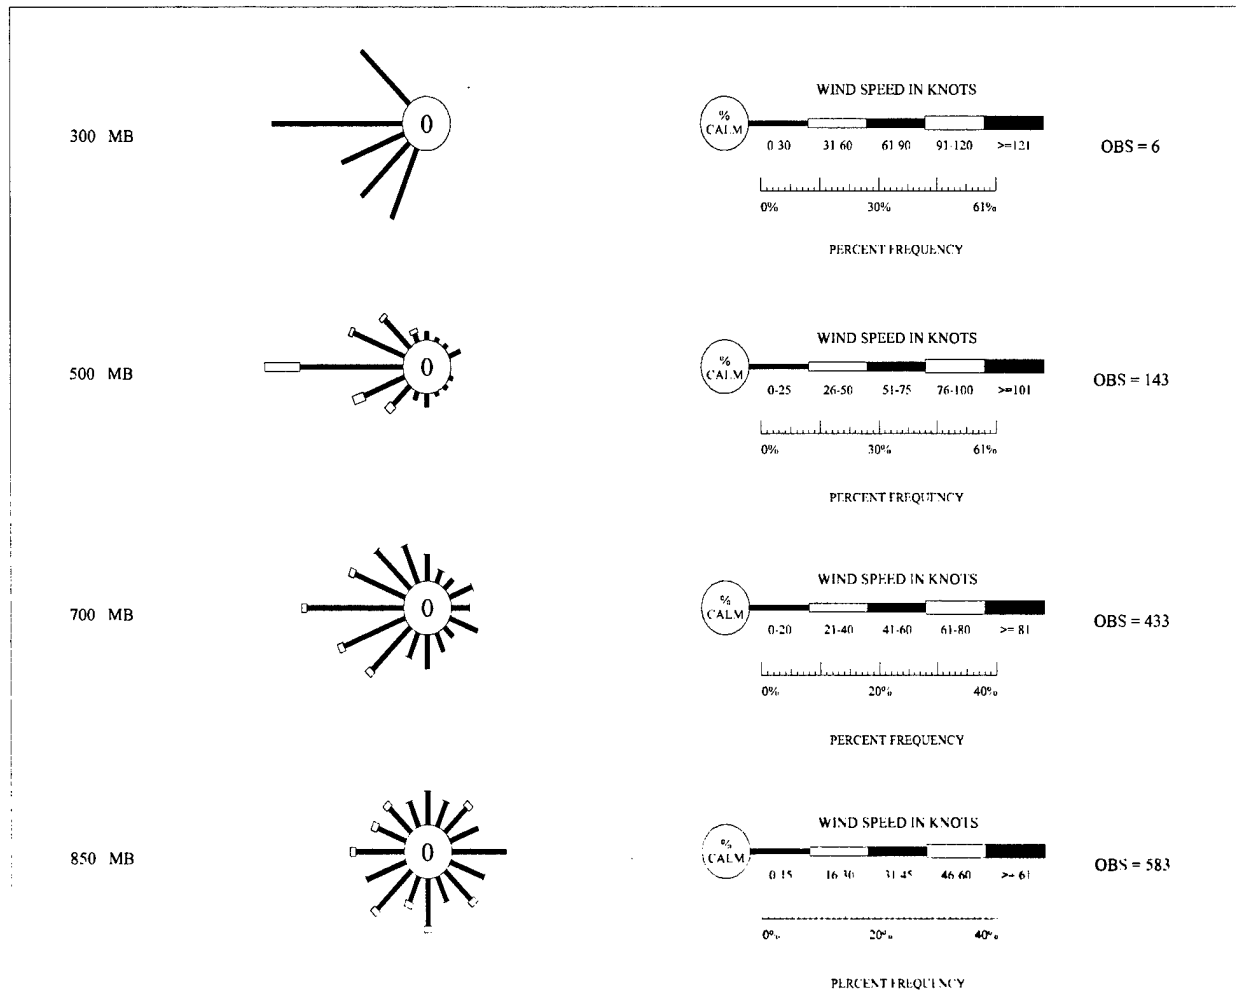 WIND SPEED IN KNOTS
300 MB
0
%
CALM
0-30 31-60 61-90 91-120 >=121
OBS = 6
0% 30% 61%
PERCENT FREQUENCY
WIND SPEED IN KNOTS
500 MB
0
%
CALM
0-25 26-50 51-75 76-100 >=101
OBS = 143
0% 30% 61%
PERCENT FREQUENCY
WIND SPEED IN KNOTS
700 MB
0
%
CALM
0-20 21-40 41-60 61-80 >= 81
OBS = 433
0% 20% 40%
PERCENT FREQUENCY
WIND SPEED IN KNOTS
850 MB
0
%
CALM
0-15 16-30 31-45 46-60 >= 61
OBS = 583
0% 20% 40%
PERCENT FREQUENCY